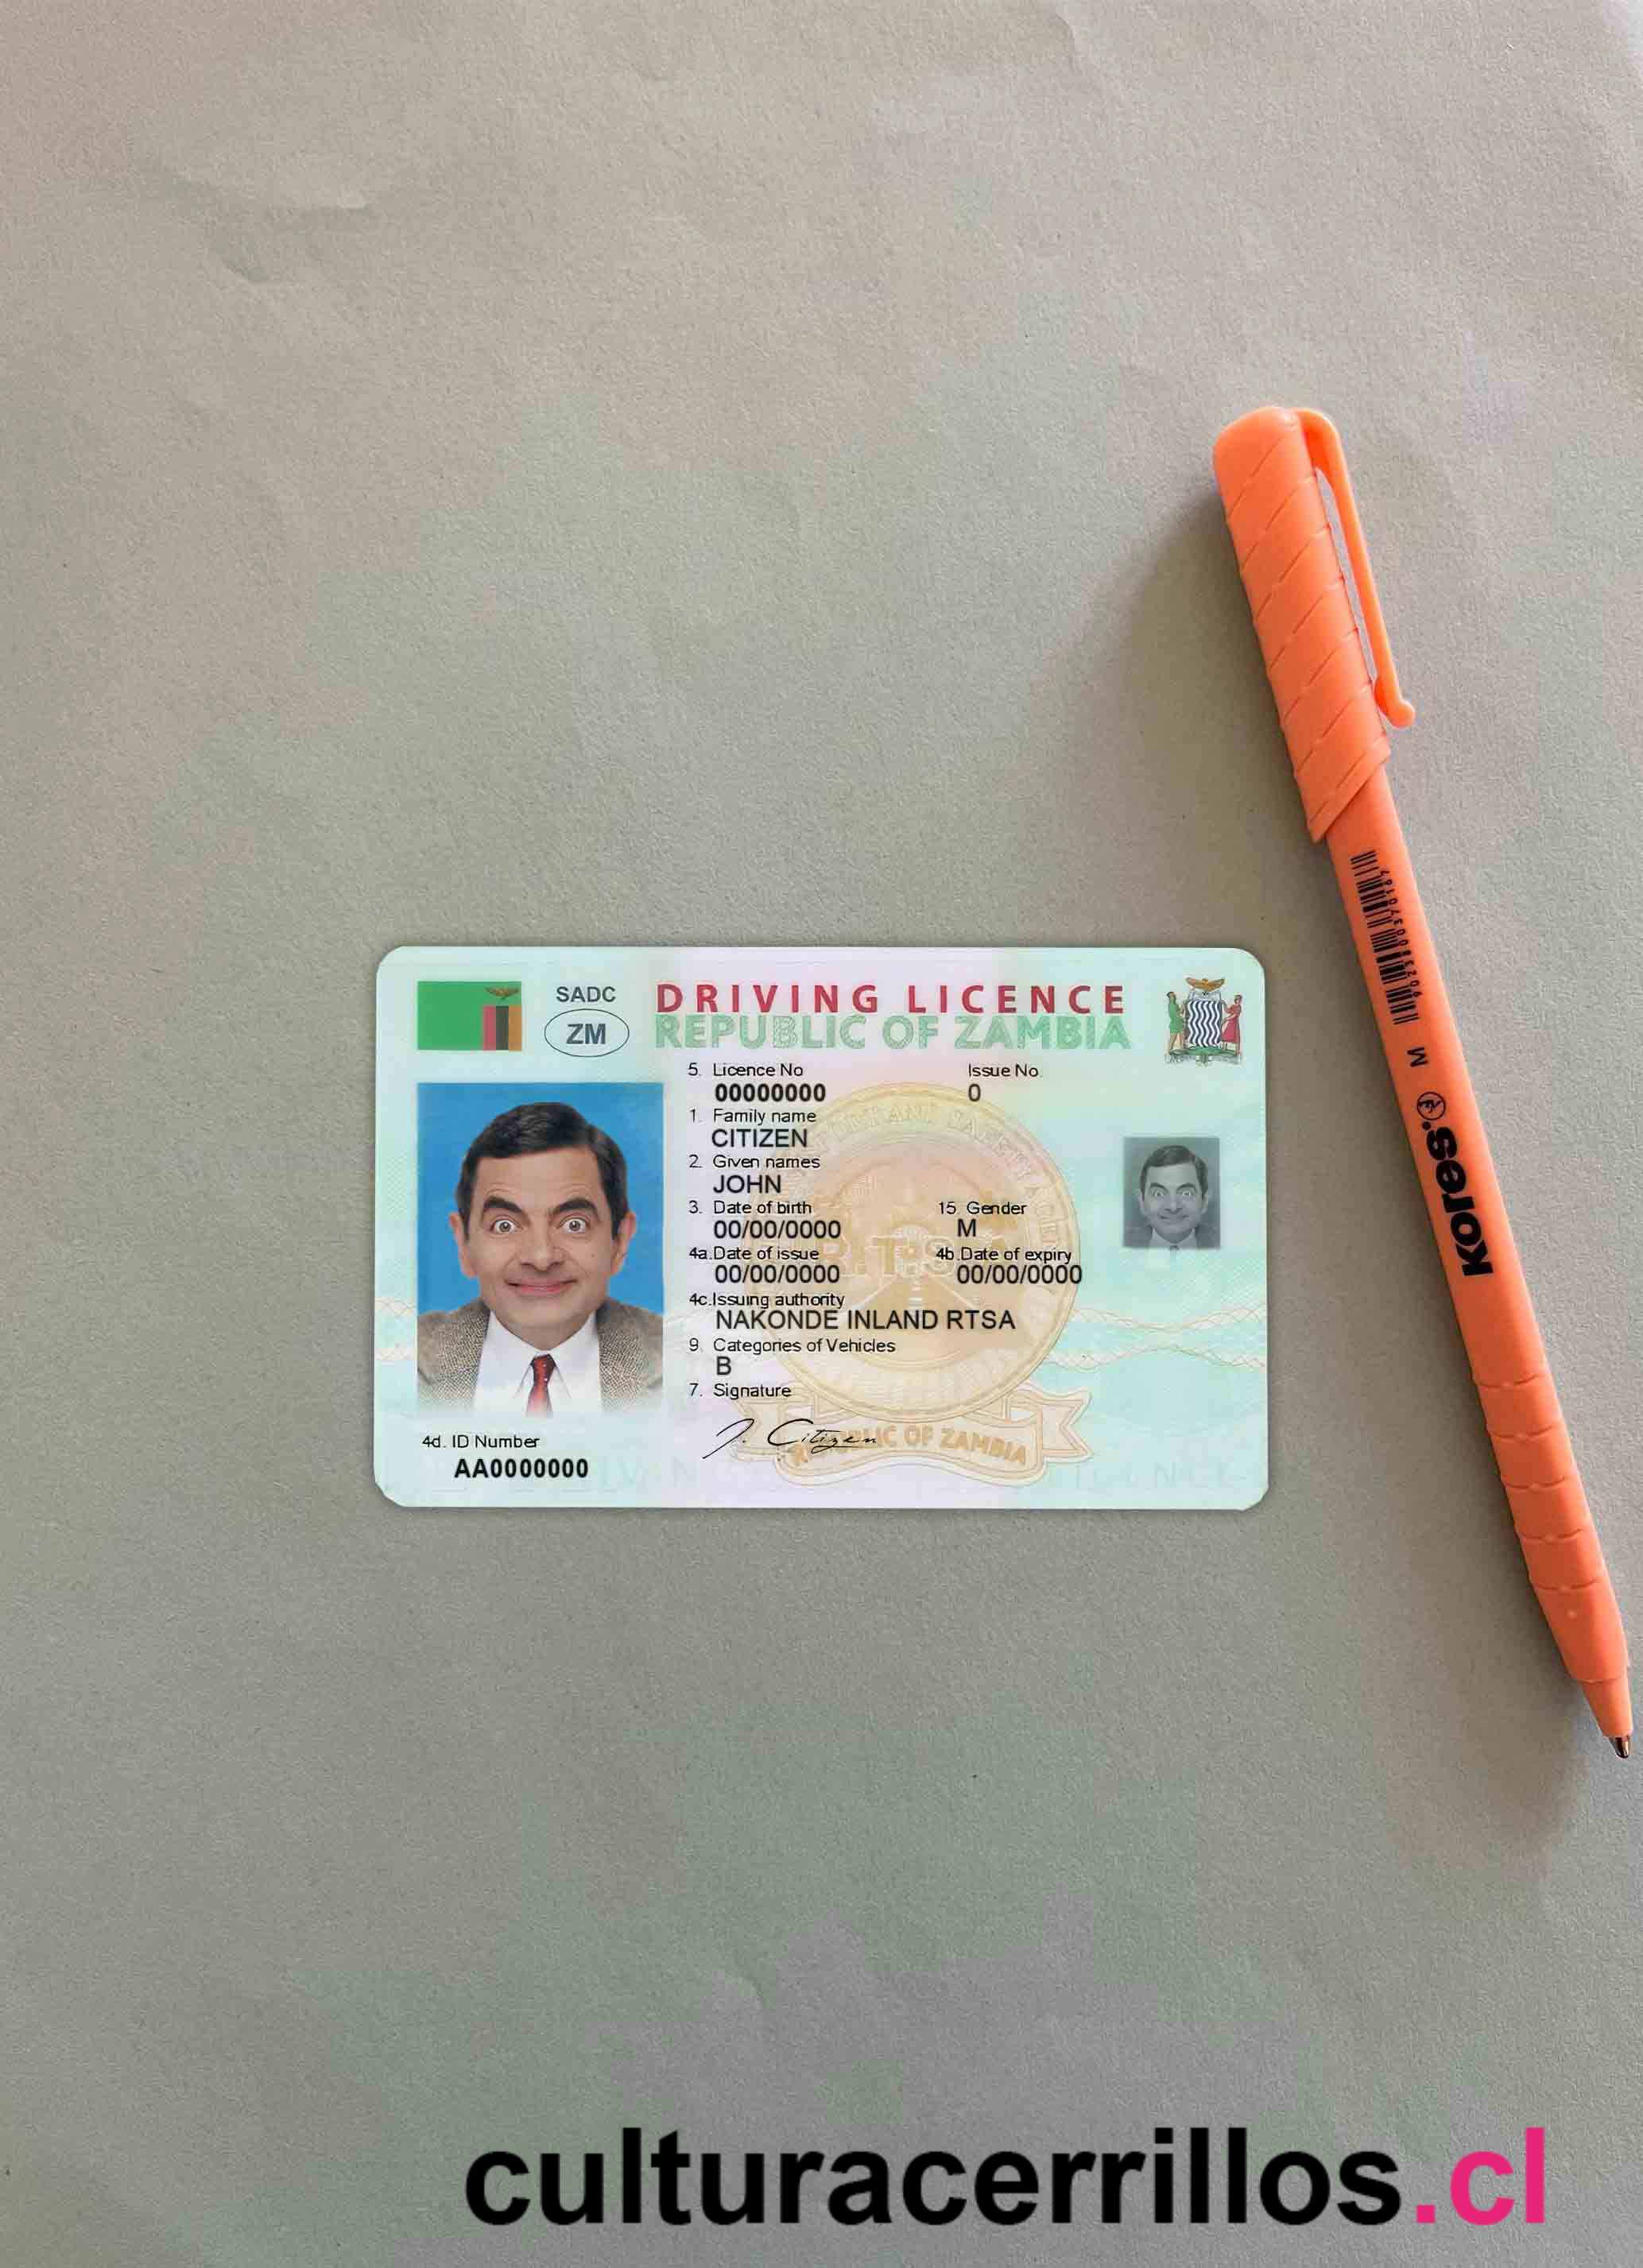 SADC
ZM
DRIVING LICENCE
REPUBLIC OF ZAMBIA
5. Licence No
00000000
Issue No.
0
1. Family name
CITIZEN
2. Given names
JOHN
3. Date of birth
00/00/0000
15. Gender
M
4a. Date of issue
00/00/0000
4b. Date of expiry
00/00/0000
4c. Issuing authority
NAKONDE INLAND RTSA
9. Categories of Vehicles
B
7. Signature
J. Citizen
REPUBLIC OF ZAMBIA
4d. ID Number
AA0000000
M
Kores
culturacerrillos.cl